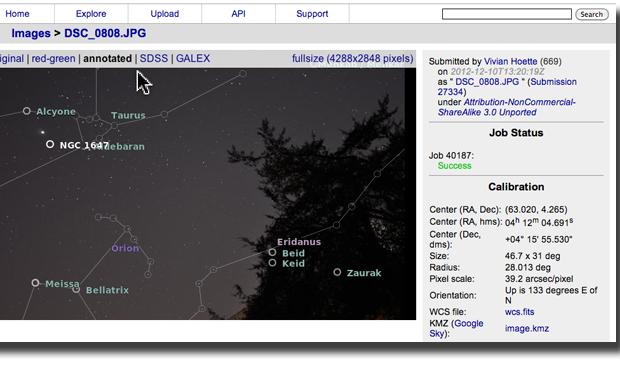 Home Explore Upload API Support Search
Images > DSC_0808.JPG
iginal | red-green | annotated | SDSS | GALEX fullsize (4288x2848 pixels)
Alcyone
Taurus
NGC 1647
debaran
Orion
Meissa
Bellatrix
Eridanus
Beid
Keid
Zaurak
Submitted by Vivian Hoette (669)
on 2012-12-10T13:20:19Z
as " DSC_0808.JPG " (Submission
27334)
under Attribution-NonCommercial-
ShareAlike 3.0 Unported
Job Status
Job 40187:
Success
Calibration
Center (RA, Dec): (63.020, 4.265)
Center (RA, hms): 04h 12m 04.691s
Center (Dec,
dms): +04° 15' 55.530"
Size: 46.7 x 31 deg
Radius: 28.013 deg
Pixel scale: 39.2 arcsec/pixel
Orientation: Up is 133 degrees E of
N
WCS file: wcs.fits
KMZ (Google
Sky): image.kmz